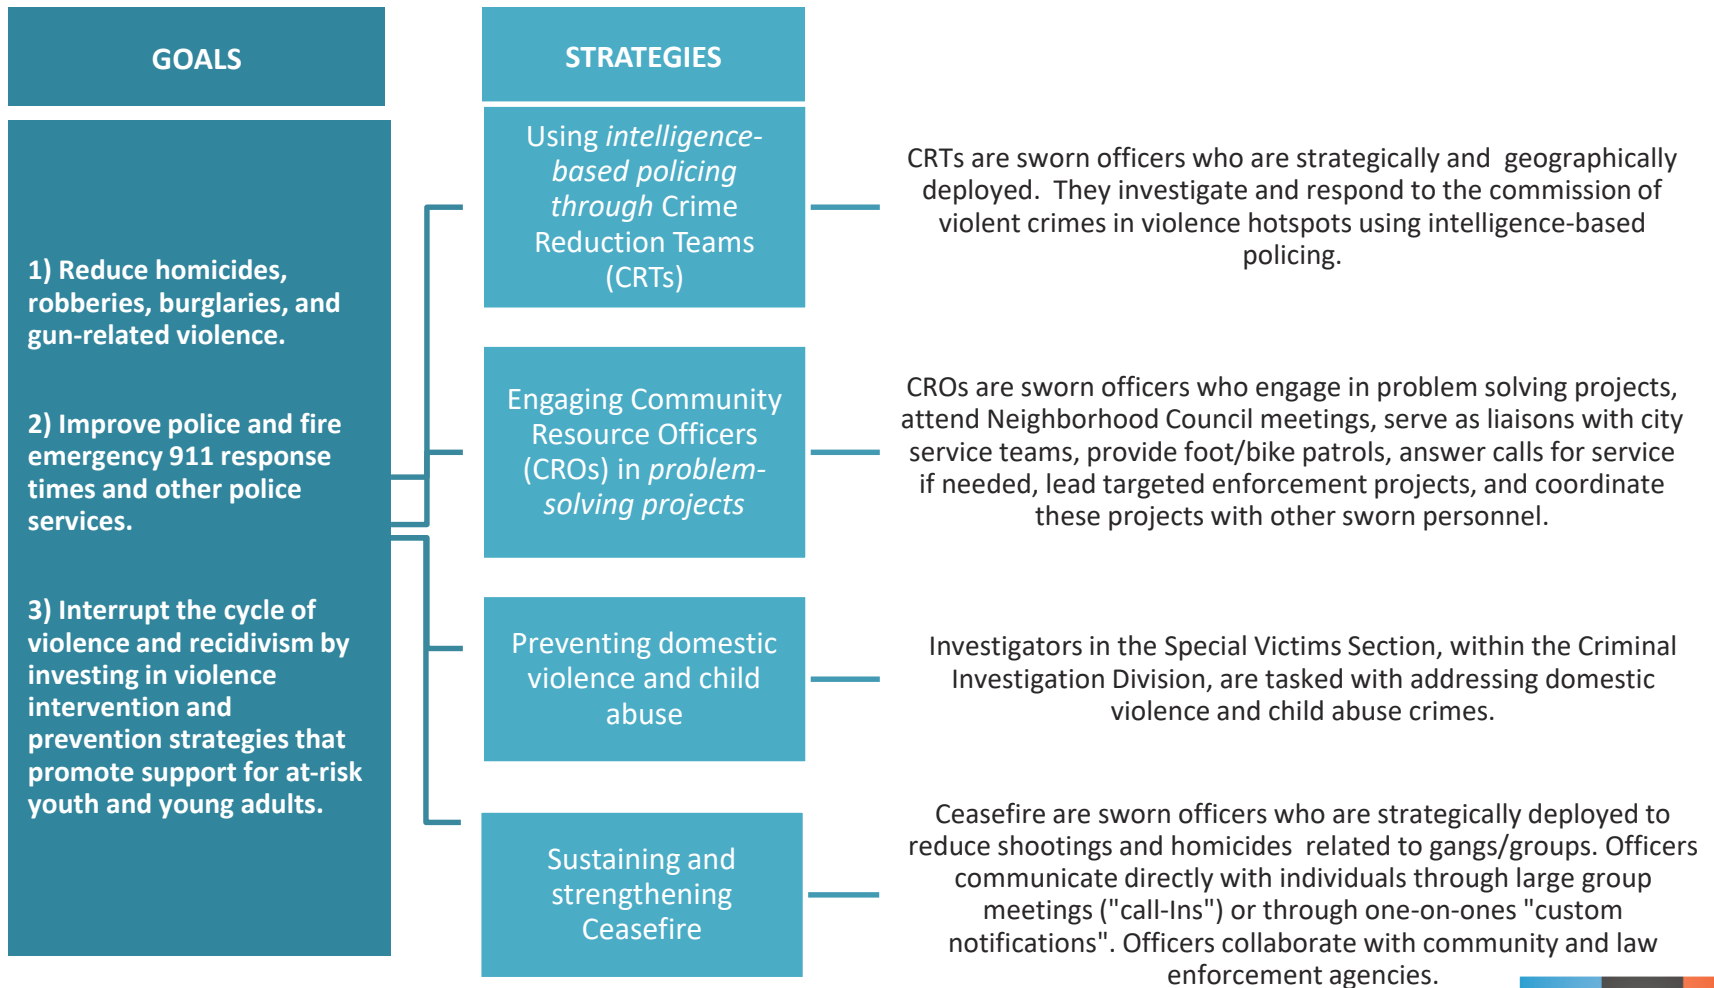 GOALS
1) Reduce homicides,
robberies, burglaries, and
gun-related violence.
2) Improve police and fire
emergency 911 response
times and other police
services.
3) Interrupt the cycle of
violence and recidivism by
investing in violence
intervention and
prevention strategies that
promote support for at-risk
youth and young adults.
STRATEGIES
Using intelligence-
based policing
through Crime
Reduction Teams
(CRTs)
CRTs are sworn officers who are strategically and  geographically
deployed.  They investigate and respond to the commission of
violent crimes in violence hotspots using intelligence-based
policing.
Engaging Community
Resource Officers
(CROs) in problem-
solving projects
CROs are sworn officers who engage in problem solving projects,
attend Neighborhood Council meetings, serve as liaisons with city
service teams, provide foot/bike patrols, answer calls for service
if needed, lead targeted enforcement projects, and coordinate
these projects with other sworn personnel.
Preventing domestic
violence and child
abuse
Investigators in the Special Victims Section, within the Criminal
Investigation Division, are tasked with addressing domestic
violence and child abuse crimes.
Sustaining and
strengthening
Ceasefire
Ceasefire are sworn officers who are strategically deployed to
reduce shootings and homicides  related to gangs/groups. Officers
communicate directly with individuals through large group
meetings ("call-Ins") or through one-on-ones "custom
notifications". Officers collaborate with community and law
enforcement agencies.